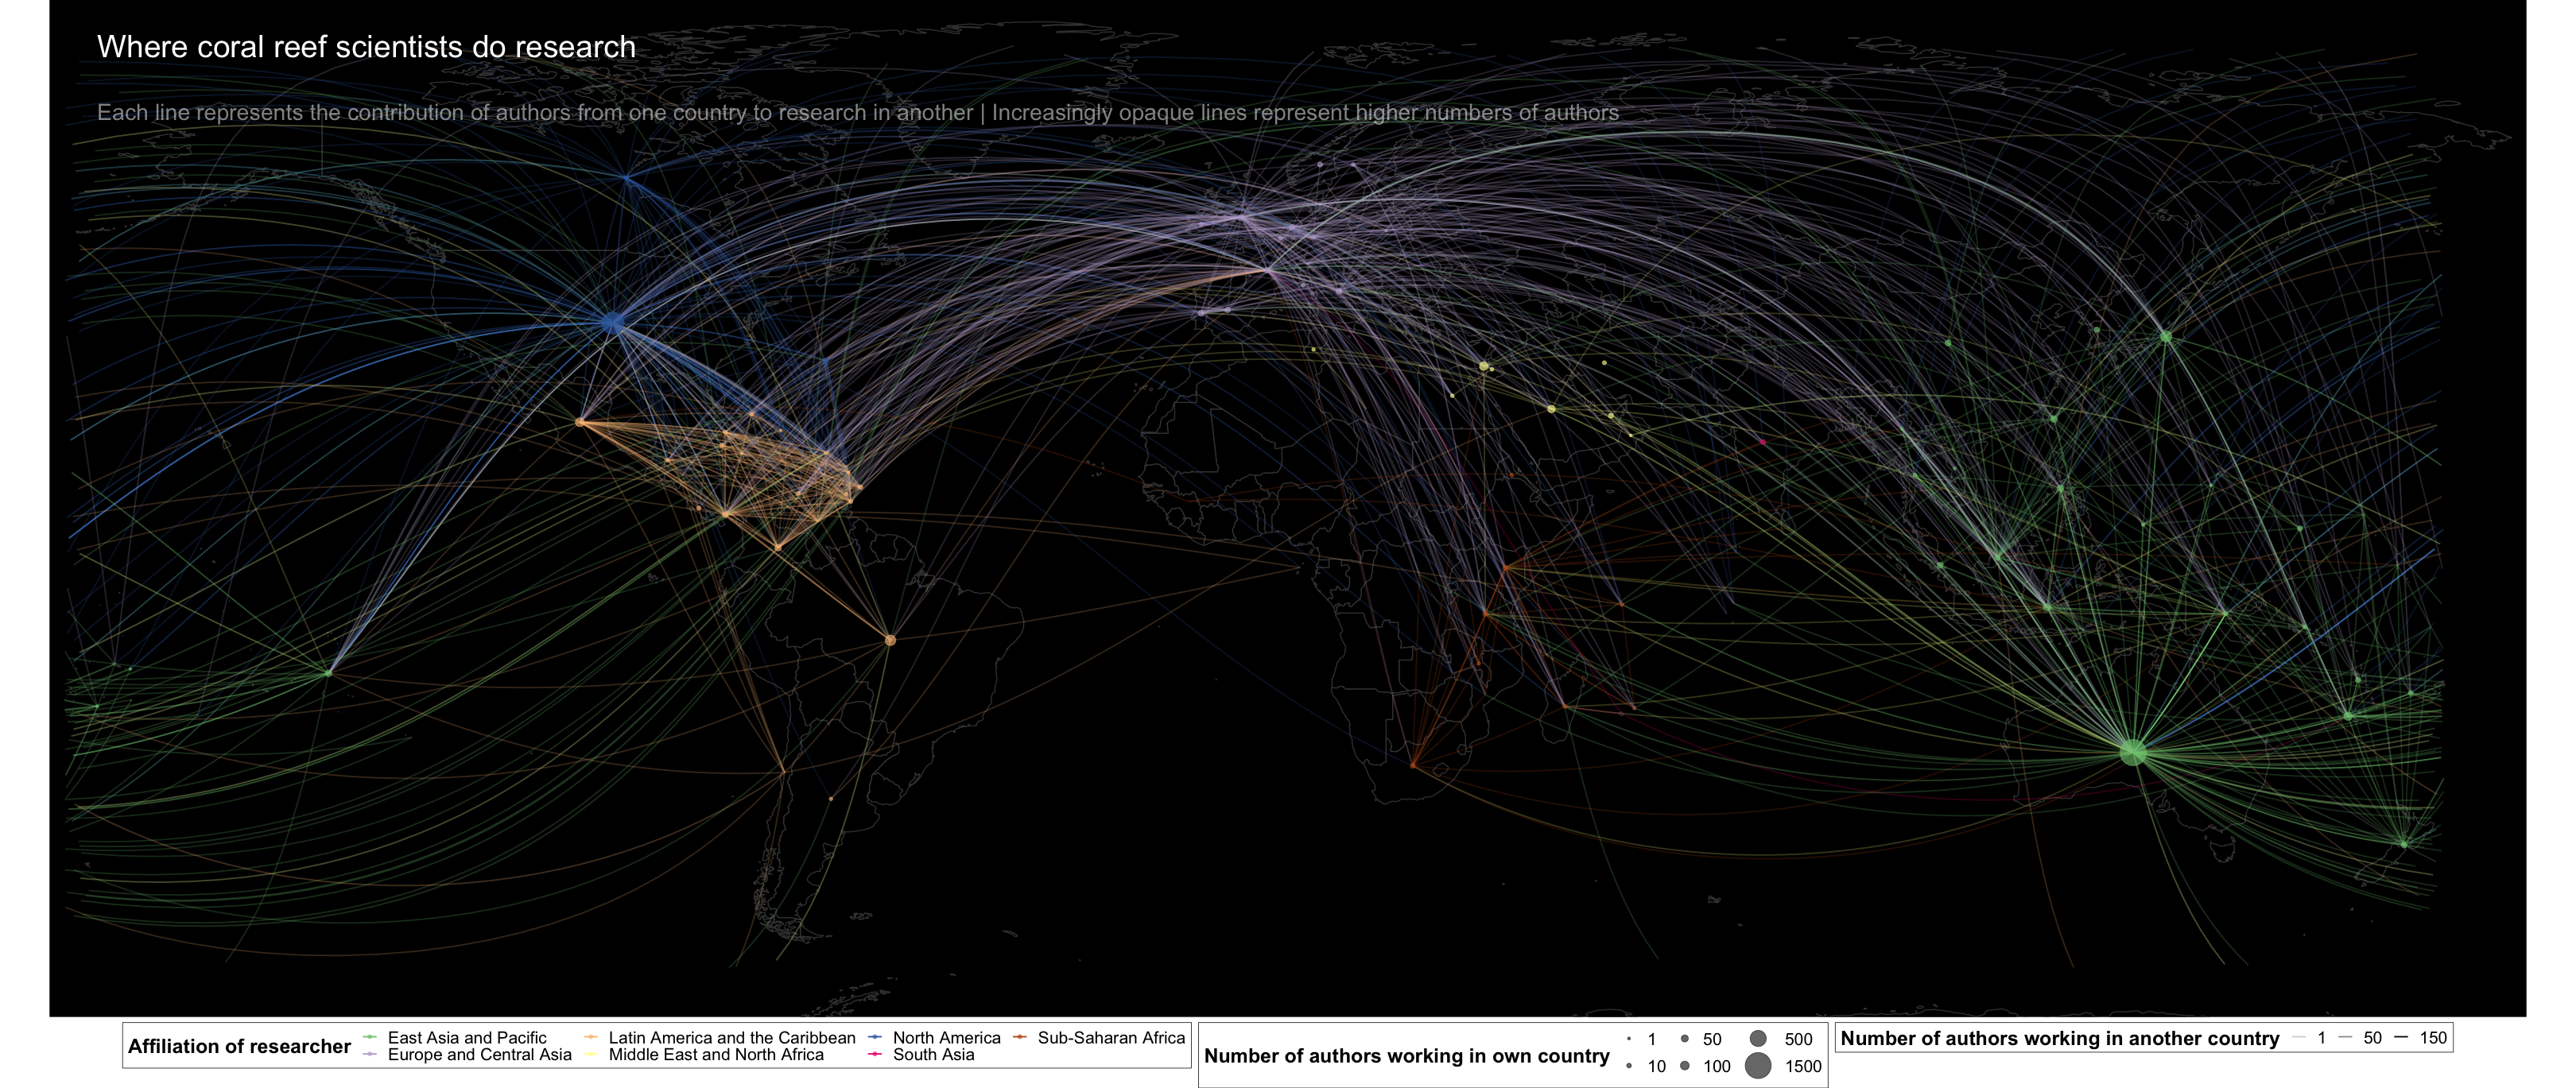 Where coral reef scientists do research
Each line represents the contribution of authors from one country to research in another | Increasingly opaque lines represent higher numbers of authors
Affiliation of researcher
East Asia and Pacific
Europe and Central Asia
Latin America and the Caribbean
Middle East and North Africa
North America
South Asia
Sub-Saharan Africa
Number of authors working in own country
1
10
50
100
500
1500
Number of authors working in another country
1
50
150